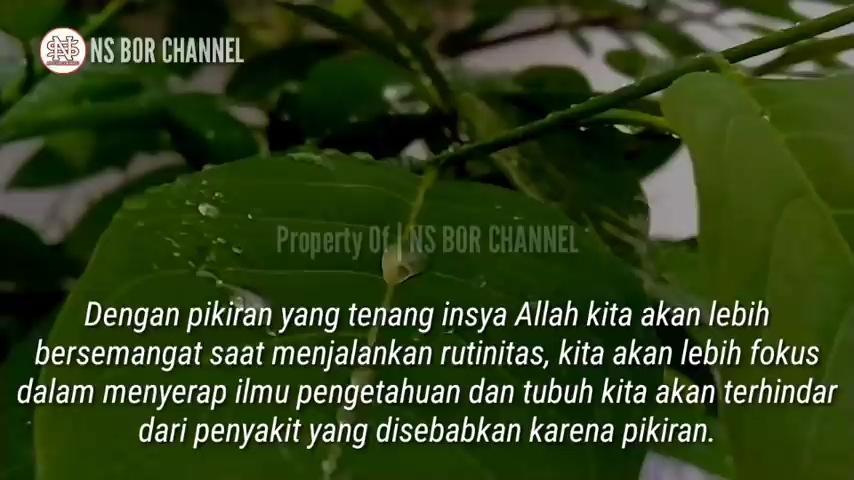 NS BOR CHANNEL
Property Of | NS BOR CHANNEL
Dengan pikiran yang tenang insya Allah kita akan lebih
bersemangat saat menjalankan rutinitas, kita akan lebih fokus
dalam menyerap ilmu pengetahuan dan tubuh kita akan terhindar
dari penyakit yang disebabkan karena pikiran.